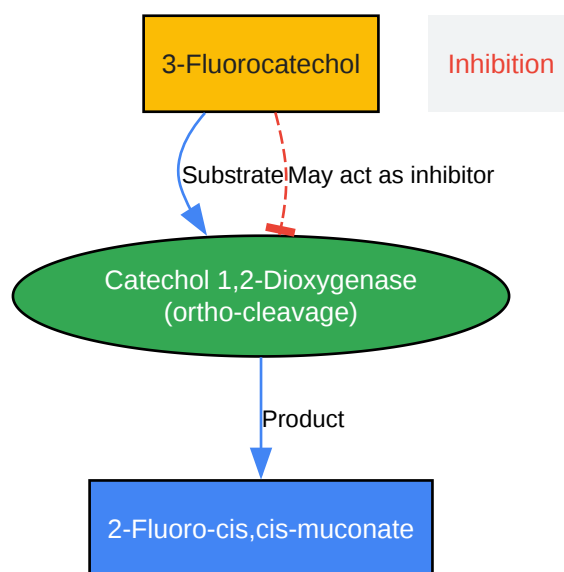 3-Fluorocatechol
Inhibition
Substrate
May act as inhibitor
Catechol 1,2-Dioxygenase
(ortho-cleavage)
Product
2-Fluoro-cis,cis-muconate